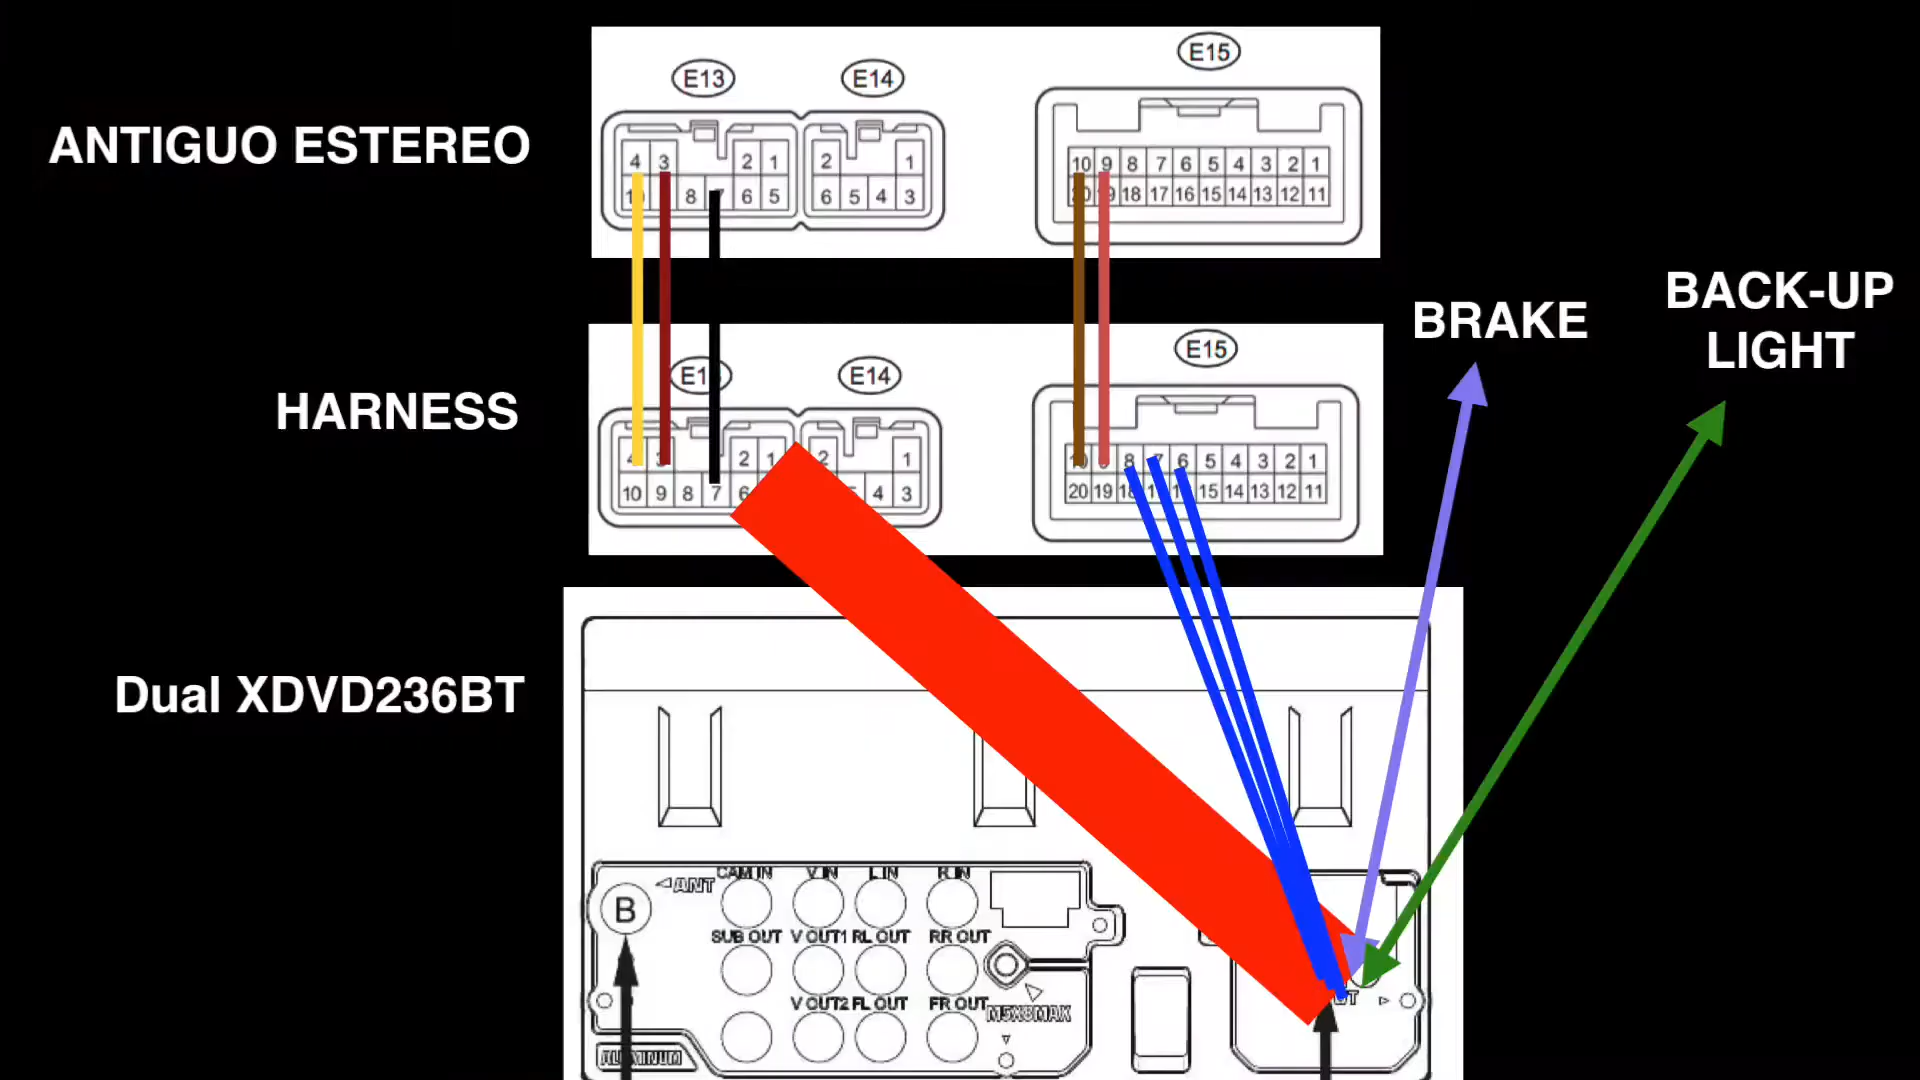 E15
E13 E14
ANTIGUO ESTEREO
4 3 2 1 2 1 10 9 8 7 6 5 4 3 2 1
8 6 5 6 5 4 3 18 17 16 15 14 13 12 11
BACK-UP
LIGHT
BRAKE
E15
E14
HARNESS
2 1 2 1 8 7 6 5 4 3 2 1
10 9 8 7 6 4 3 20 19 15 14 13 12 11
Dual XDVD236BT
CAM IN V IN L IN R IN
ANT
B
SUB OUT V OUT1 RL OUT RR OUT
V OUT2 FL OUT FR OUT
M5X8MAX
ALUMINUM